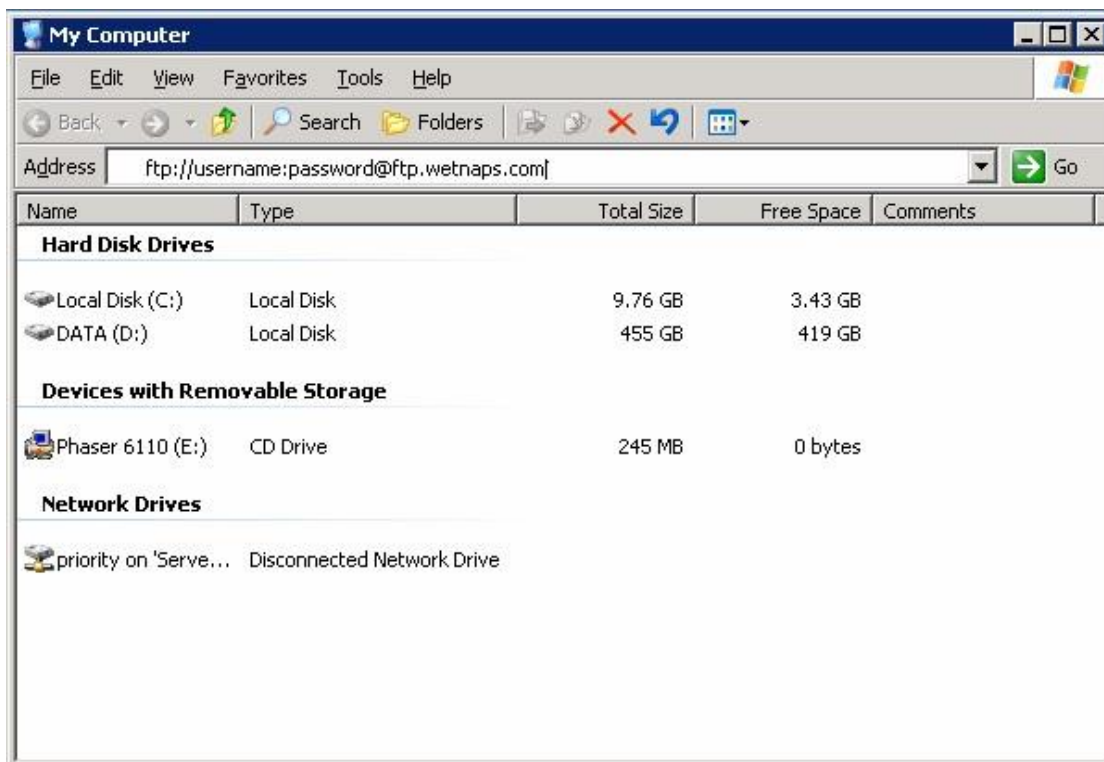 My Computer
File Edit View Favorites Tools Help
Back Search Folders
Address ftp://username:password@ftp.wetnaps.com Go
Name Type Total Size Free Space Comments
Hard Disk Drives
Local Disk (C:) Local Disk 9.76 GB 3.43 GB
DATA (D:) Local Disk 455 GB 419 GB
Devices with Removable Storage
Phaser 6110 (E:) CD Drive 245 MB 0 bytes
Network Drives
priority on 'Serve... Disconnected Network Drive